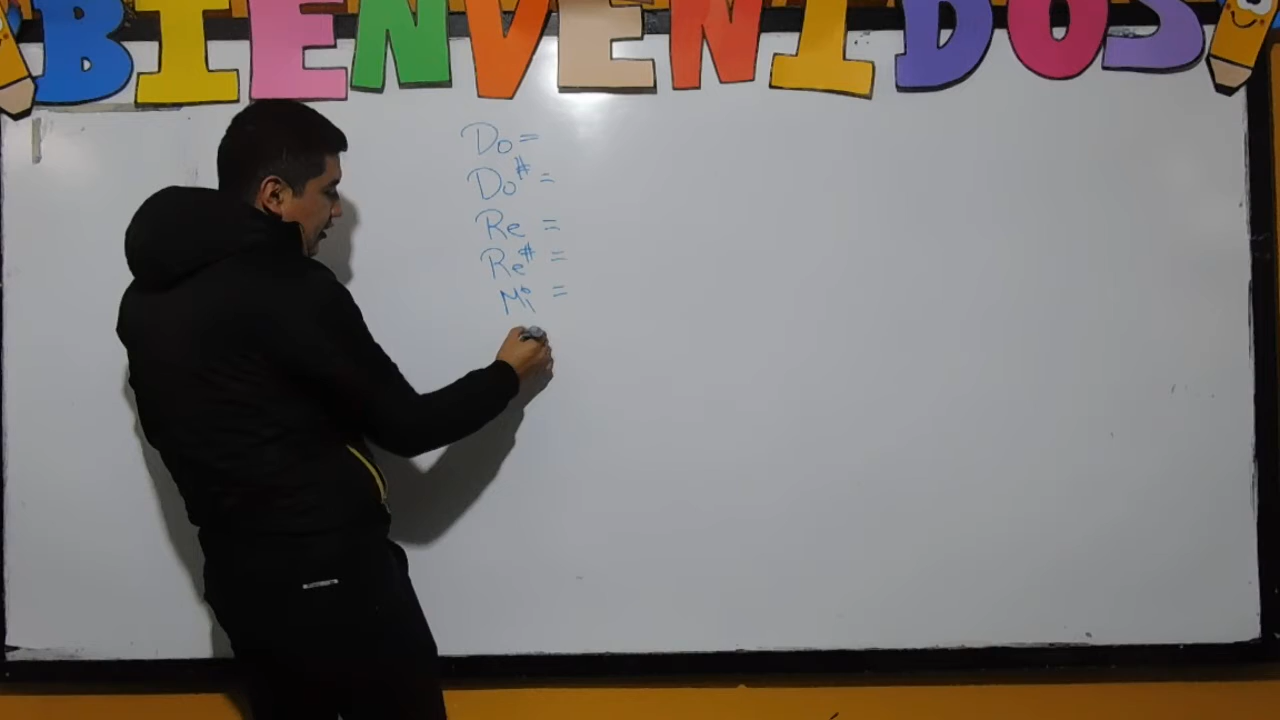 BIENVENIDOS
Do =
Do# =
Re =
Re# =
Mi =